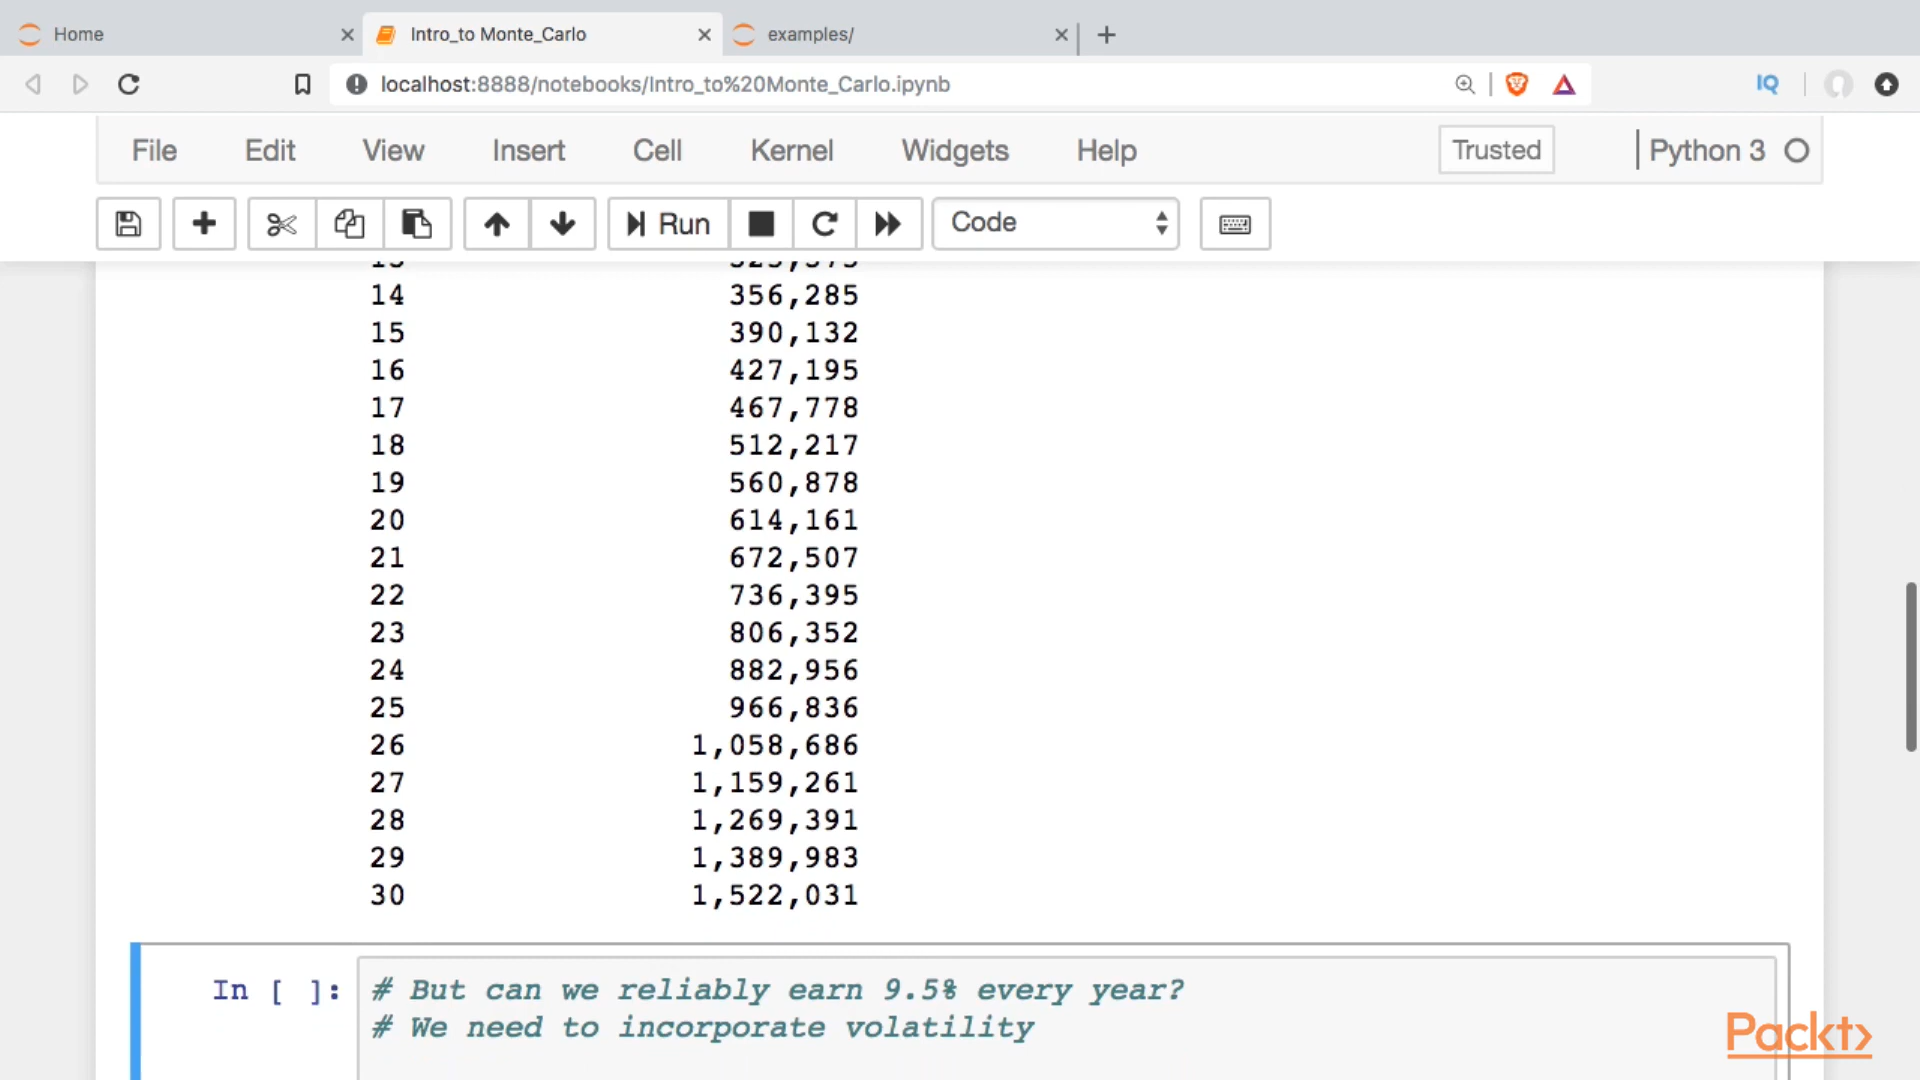 Home
Intro_to Monte_Carlo
examples/
localhost:8888/notebooks/Intro_to%20Monte_Carlo.ipynb
IQ
File Edit View Insert Cell Kernel Widgets Help Trusted Python 3
Run Code
14 356,285
15 390,132
16 427,195
17 467,778
18 512,217
19 560,878
20 614,161
21 672,507
22 736,395
23 806,352
24 882,956
25 966,836
26 1,058,686
27 1,159,261
28 1,269,391
29 1,389,983
30 1,522,031
In [ ]: # But can we reliably earn 9.5% every year?
# We need to incorporate volatility
Packt>